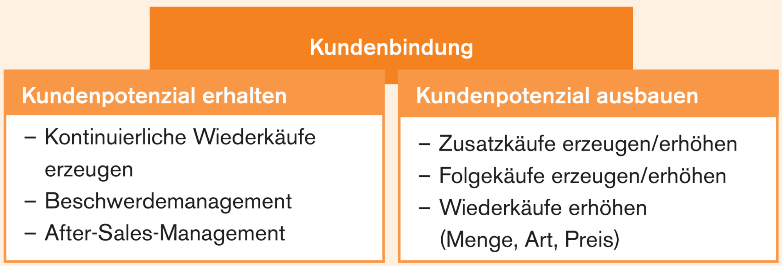 Kundenbindung
Kundenpotenzial erhalten
– Kontinuierliche Wiederkäufe
erzeugen
– Beschwerdemanagement
– After-Sales-Management
Kundenpotenzial ausbauen
– Zusatzkäufe erzeugen/erhöhen
– Folgekäufe erzeugen/erhöhen
– Wiederkäufe erhöhen
(Menge, Art, Preis)